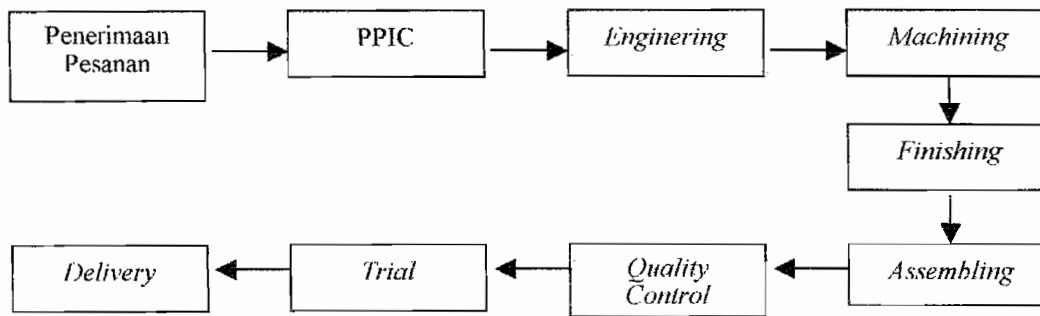 Penerimaan
Pesanan
PPIC
Enginering
Machining
Finishing
Assembling
Quality
Control
Trial
Delivery